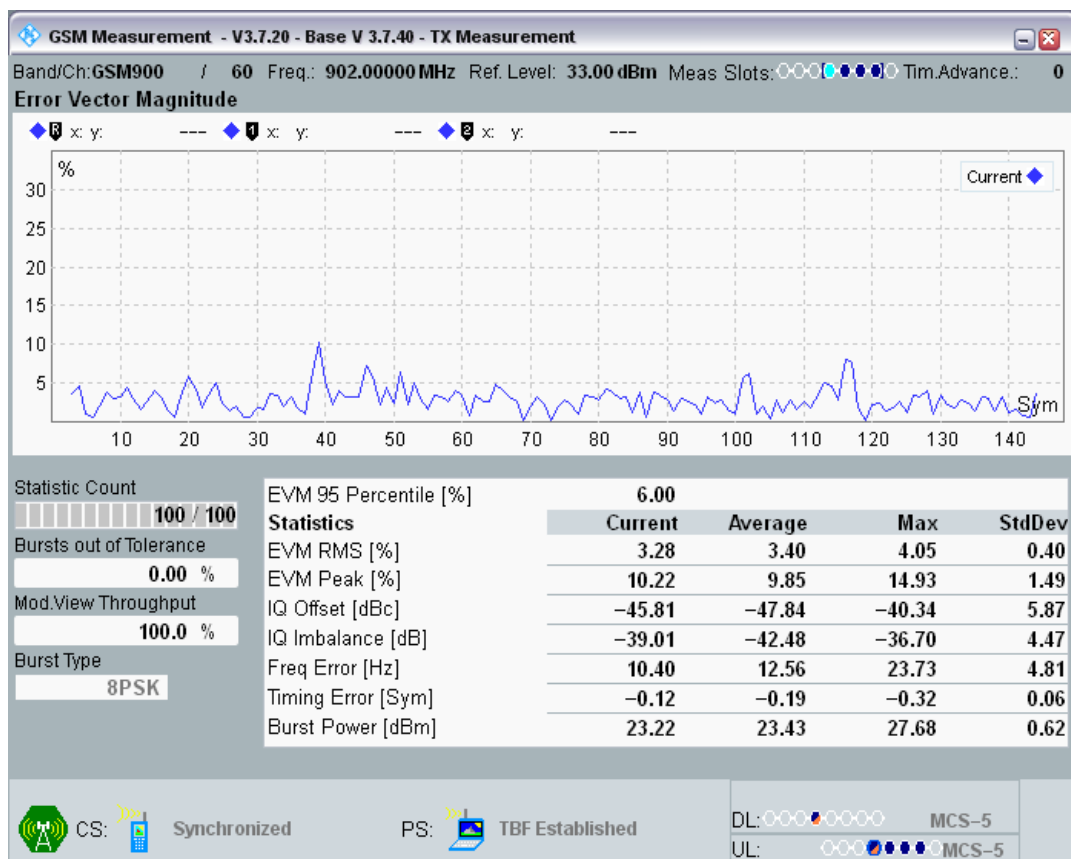 GSM Measurement - V3.7.20 - Base V 3.7.40 - TX Measurement
Band/Ch:GSM900 / 60 Freq.: 902.00000 MHz Ref. Level: 33.00 dBm Meas Slots: Tim.Advance.: 0
Error Vector Magnitude
R x: y: --- 1 x: y: --- 2 x: y: ---
%
Current
30
25
20
15
10
5
Sym
10 20 30 40 50 60 70 80 90 100 110 120 130 140
Statistic Count
100 / 100
Bursts out of Tolerance
0.00 %
Mod.View Throughput
100.0 %
Burst Type
8PSK
EVM 95 Percentile [%] 6.00
Statistics Current Average Max StdDev
EVM RMS [%] 3.28 3.40 4.05 0.40
EVM Peak [%] 10.22 9.85 14.93 1.49
IQ Offset [dBc] −45.81 −47.84 −40.34 5.87
IQ Imbalance [dB] −39.01 −42.48 −36.70 4.47
Freq Error [Hz] 10.40 12.56 23.73 4.81
Timing Error [Sym] −0.12 −0.19 −0.32 0.06
Burst Power [dBm] 23.22 23.43 27.68 0.62
CS: Synchronized PS: TBF Established
DL: MCS−5
UL: MCS−5